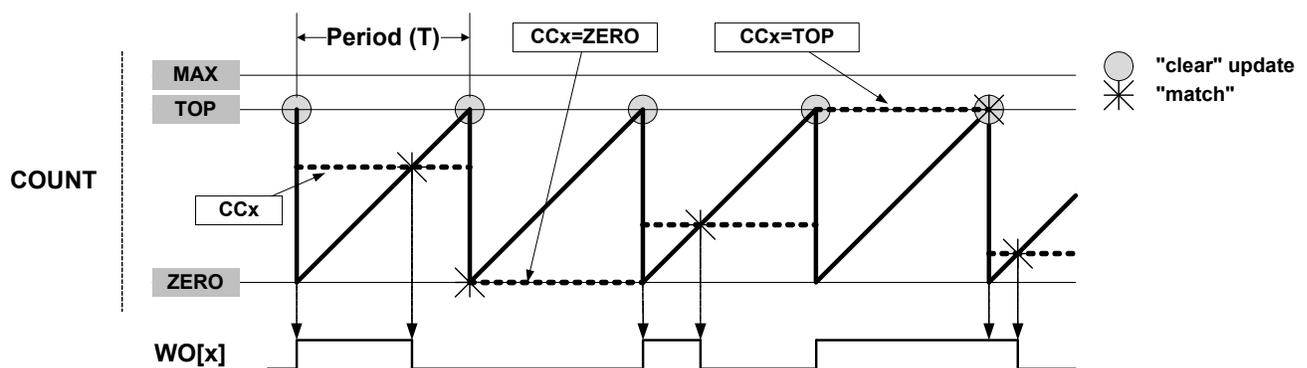 Period (T)
CCx=ZERO
CCx=TOP
"clear" update
MAX
"match"
TOP
COUNT
CCx
ZERO
WO[x]